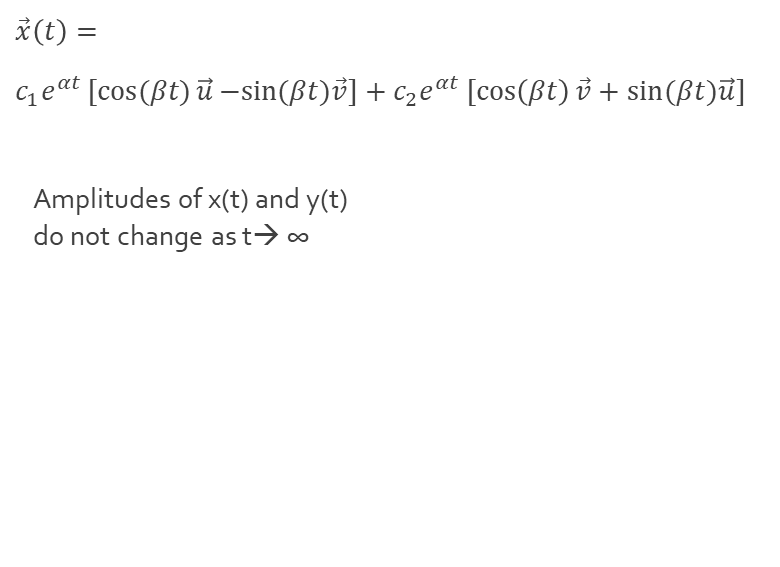 𝑥⃗(𝑡) =
𝑐₁𝑒^{𝛼𝑡} [cos(𝛽𝑡) 𝑢⃗ −sin(𝛽𝑡)𝑣⃗] + 𝑐₂𝑒^{𝛼𝑡} [cos(𝛽𝑡) 𝑣⃗ + sin(𝛽𝑡)𝑢⃗]
Amplitudes of x(t) and y(t)
do not change as t→ ∞